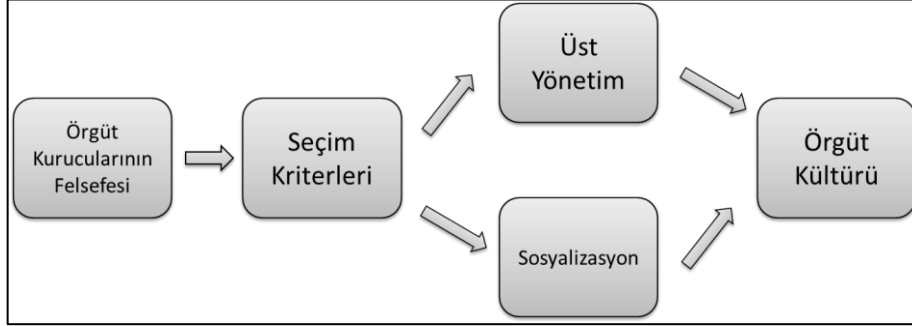 Örgüt
Kurucularının
Felsefesi
Seçim
Kriterleri
Üst
Yönetim
Sosyalizasyon
Örgüt
Kültürü